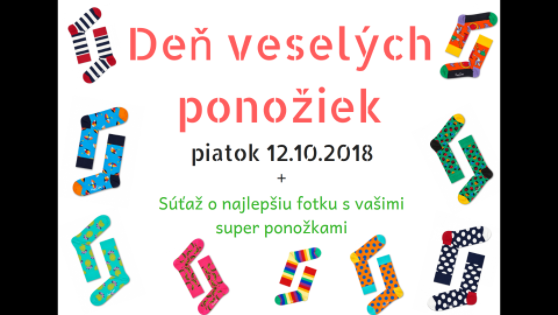 Deň veselých
ponožiek
piatok 12.10.2018
+
Súťaž o najlepšiu fotku s vašimi
super ponožkami